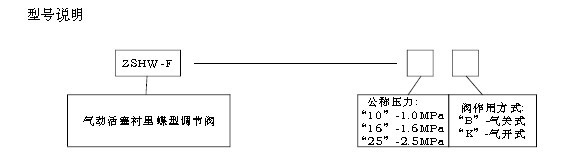 型号说明
ZSHW-F
气动活塞衬里蝶型调节阀
公称压力:
“10”-1.0MPa
“16”-1.6MPa
“25”-2.5MPa
阀作用方式:
“B”-气关式
“K”-气开式